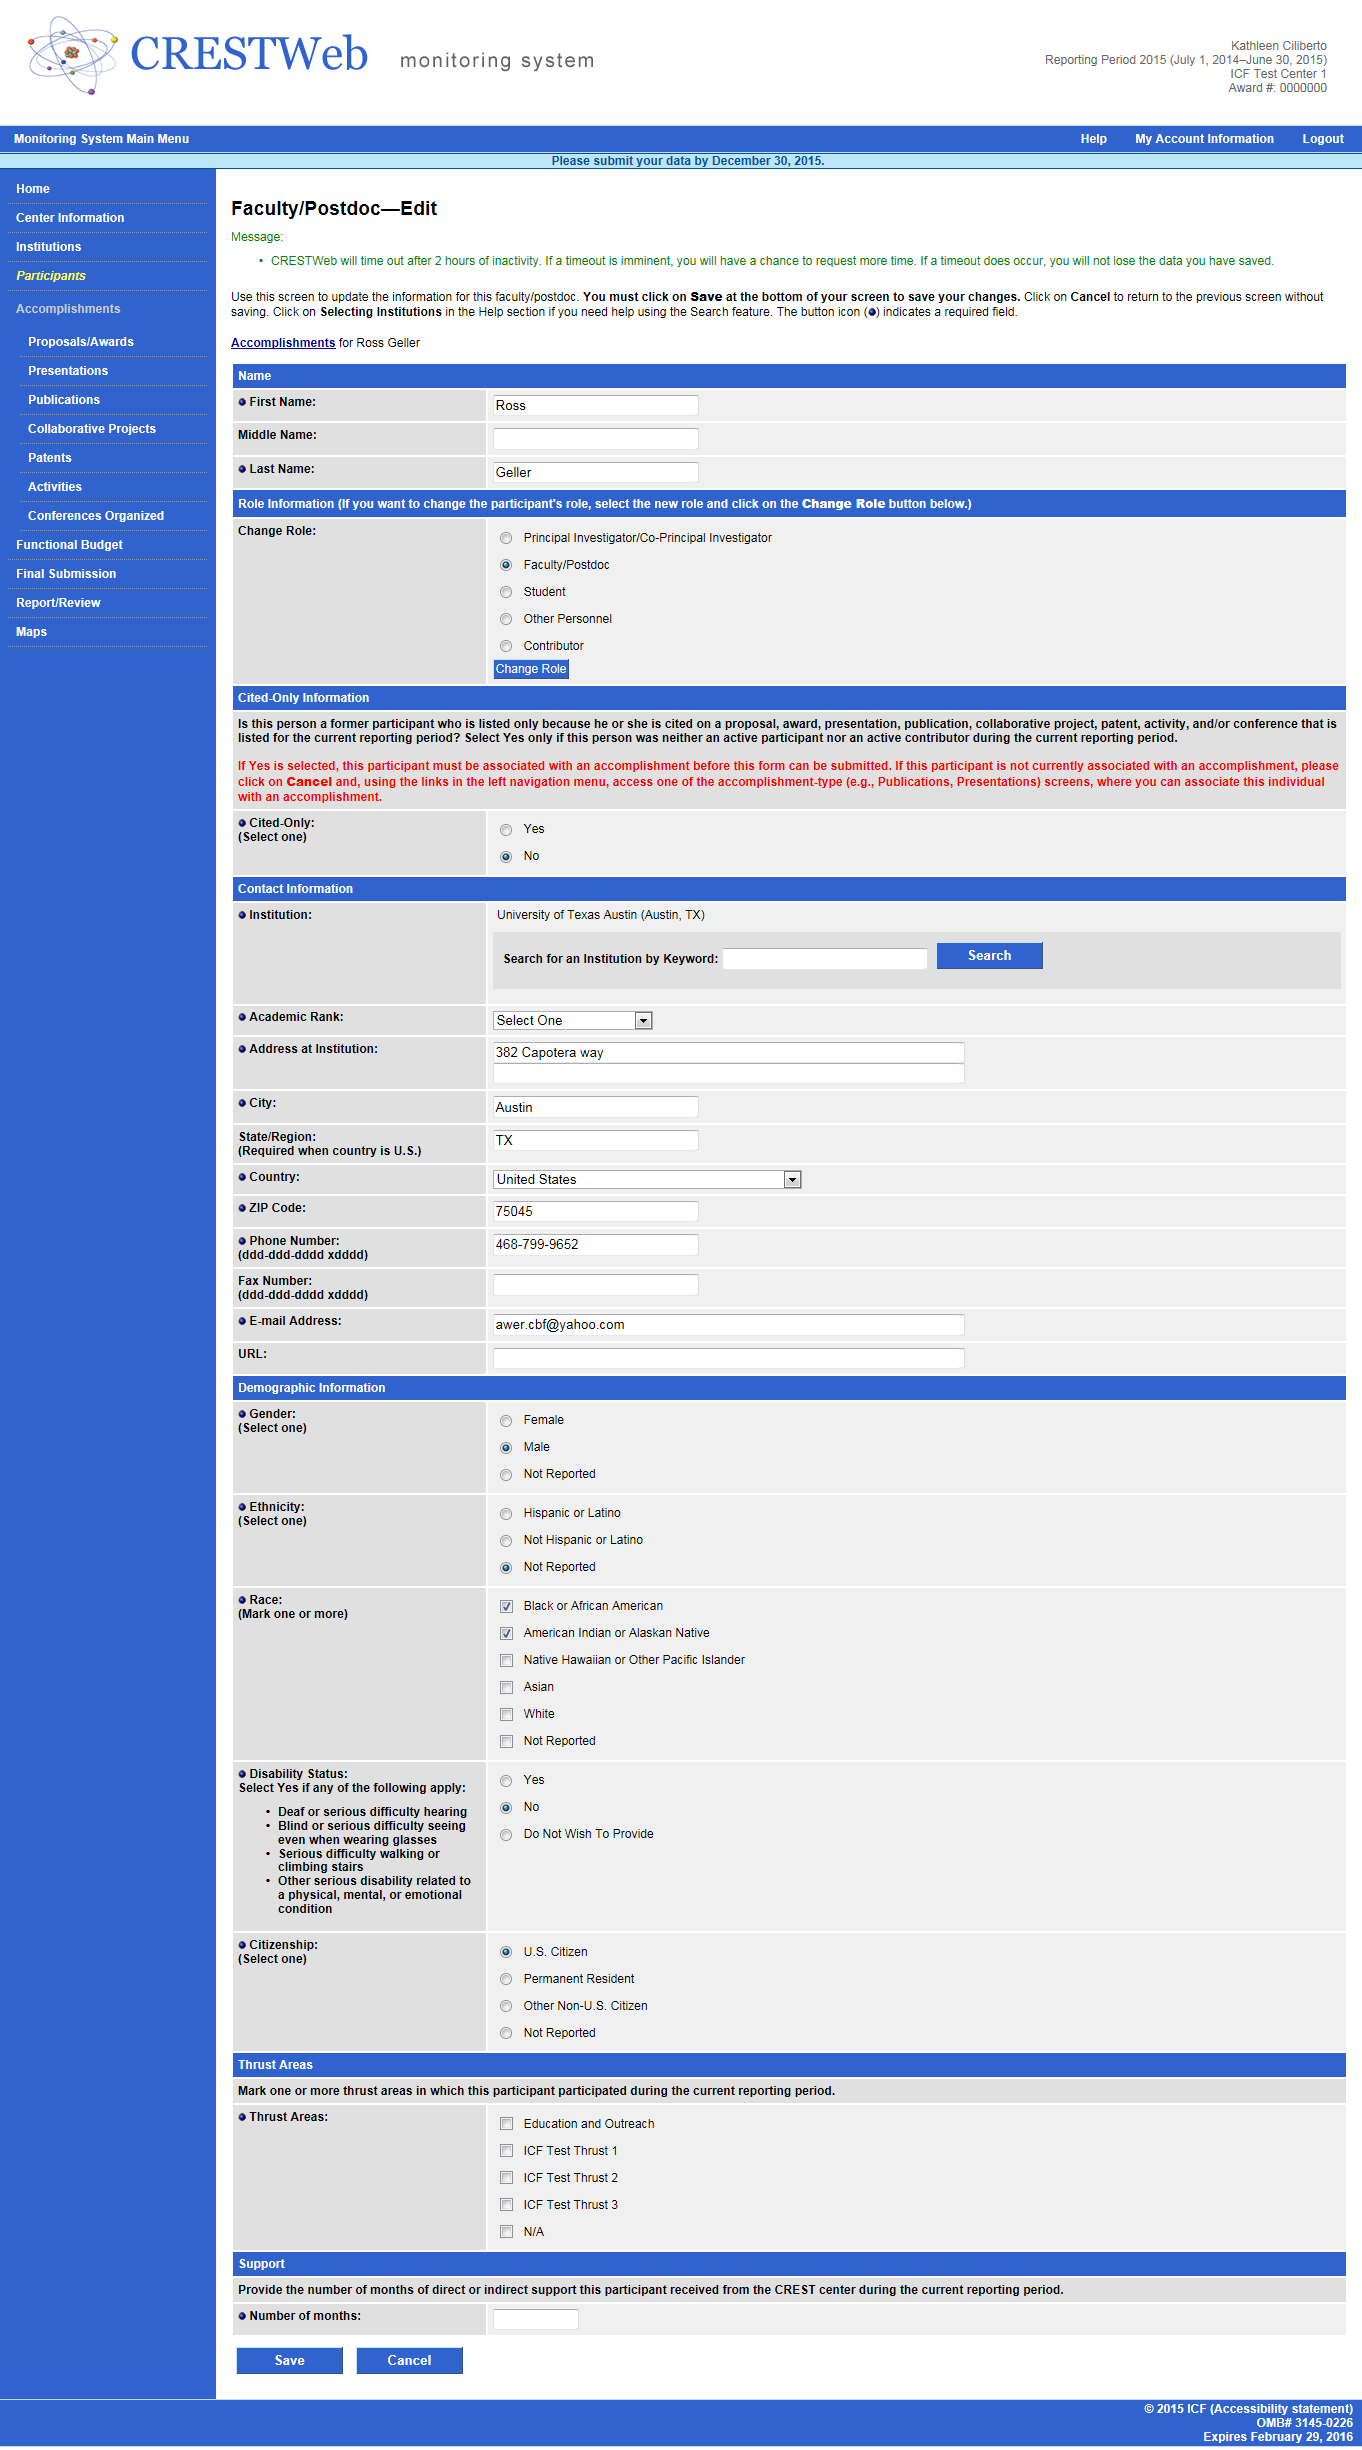 CRESTWeb monitoring system
Kathleen Ciliberto
Reporting Period 2015 (July 1, 2014–June 30, 2015)
ICF Test Center 1
Award #: 0000000
Monitoring System Main Menu
Help My Account Information Logout
Please submit your data by December 30, 2015.
Home
Center Information
Institutions
Participants
Accomplishments
Proposals/Awards
Presentations
Publications
Collaborative Projects
Patents
Activities
Conferences Organized
Functional Budget
Final Submission
Report/Review
Maps
Faculty/Postdoc—Edit
Message:
• CRESTWeb will time out after 2 hours of inactivity. If a timeout is imminent, you will have a chance to request more time. If a timeout does occur, you will not lose the data you have saved.
Use this screen to update the information for this faculty/postdoc. You must click on Save at the bottom of your screen to save your changes. Click on Cancel to return to the previous screen without
saving. Click on Selecting Institutions in the Help section if you need help using the Search feature. The button icon () indicates a required field.
Accomplishments for Ross Geller
Name
First Name: Ross
Middle Name:
Last Name: Geller
Role Information (If you want to change the participant's role, select the new role and click on the Change Role button below.)
Change Role:
Principal Investigator/Co-Principal Investigator
Faculty/Postdoc
Student
Other Personnel
Contributor
Change Role
Cited-Only Information
Is this person a former participant who is listed only because he or she is cited on a proposal, award, presentation, publication, collaborative project, patent, activity, and/or conference that is
listed for the current reporting period? Select Yes only if this person was neither an active participant nor an active contributor during the current reporting period.
If Yes is selected, this participant must be associated with an accomplishment before this form can be submitted. If this participant is not currently associated with an accomplishment, please
click on Cancel and, using the links in the left navigation menu, access one of the accomplishment-type (e.g., Publications, Presentations) screens, where you can associate this individual
with an accomplishment.
Cited-Only:
(Select one)
Yes
No
Contact Information
Institution:
University of Texas Austin (Austin, TX)
Search for an Institution by Keyword: Search
Academic Rank: Select One
Address at Institution: 382 Capotera way
City: Austin
State/Region:
(Required when country is U.S.)
TX
Country: United States
ZIP Code: 75045
Phone Number:
(ddd-ddd-dddd xdddd)
468-799-9652
Fax Number:
(ddd-ddd-dddd xdddd)
E-mail Address: awer.cbf@yahoo.com
URL:
Demographic Information
Gender:
(Select one)
Female
Male
Not Reported
Ethnicity:
(Select one)
Hispanic or Latino
Not Hispanic or Latino
Not Reported
Race:
(Mark one or more)
Black or African American
American Indian or Alaskan Native
Native Hawaiian or Other Pacific Islander
Asian
White
Not Reported
Disability Status:
Select Yes if any of the following apply:
• Deaf or serious difficulty hearing
• Blind or serious difficulty seeing
even when wearing glasses
• Serious difficulty walking or
climbing stairs
• Other serious disability related to
a physical, mental, or emotional
condition
Yes
No
Do Not Wish To Provide
Citizenship:
(Select one)
U.S. Citizen
Permanent Resident
Other Non-U.S. Citizen
Not Reported
Thrust Areas
Mark one or more thrust areas in which this participant participated during the current reporting period.
Thrust Areas:
Education and Outreach
ICF Test Thrust 1
ICF Test Thrust 2
ICF Test Thrust 3
N/A
Support
Provide the number of months of direct or indirect support this participant received from the CREST center during the current reporting period.
Number of months:
Save Cancel
© 2015 ICF (Accessibility statement)
OMB# 3145-0226
Expires February 29, 2016